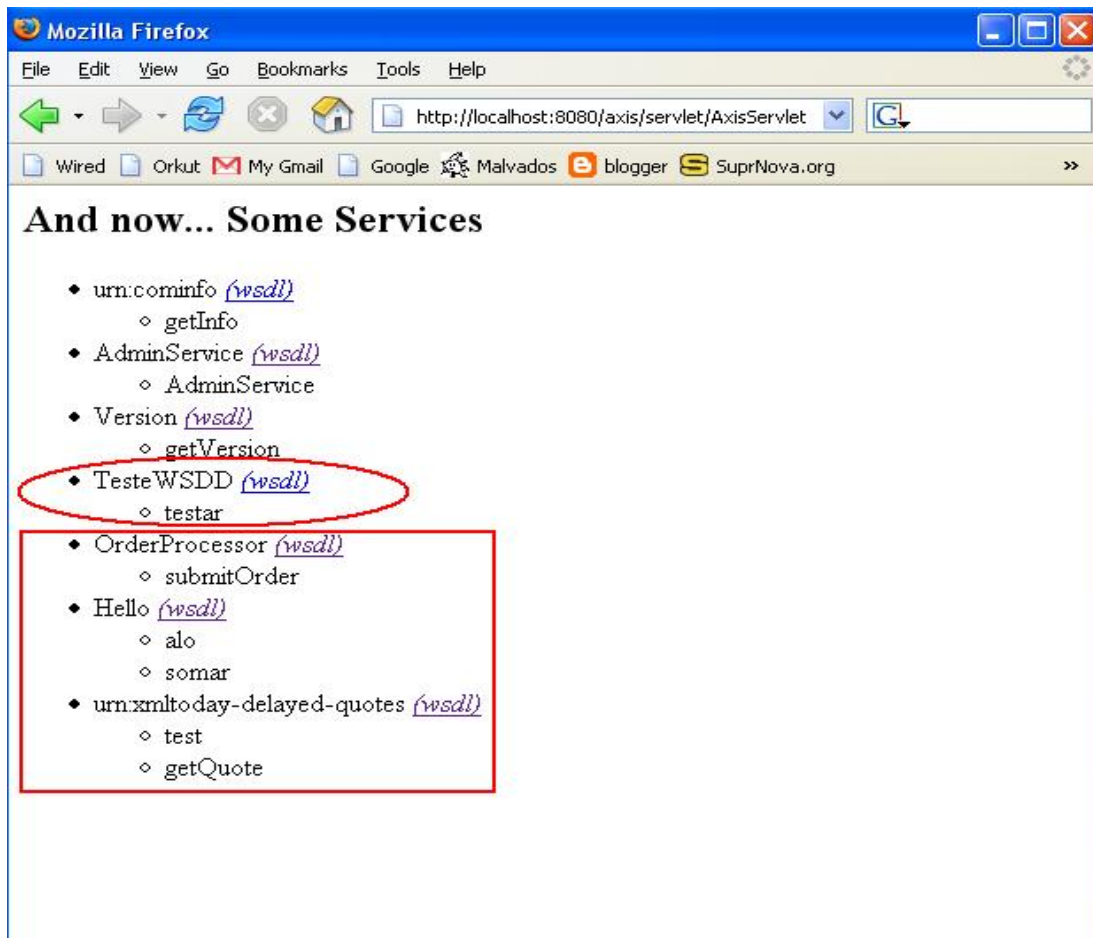 Mozilla Firefox
File Edit View Go Bookmarks Tools Help
http://localhost:8080/axis/servlet/AxisServlet G
Wired Orkut My Gmail Google Malvados blogger SuprNova.org »
And now... Some Services
urn:cominfo (wsdl)
getInfo
AdminService (wsdl)
AdminService
Version (wsdl)
getVersion
TesteWSDD (wsdl)
testar
OrderProcessor (wsdl)
submitOrder
Hello (wsdl)
alo
somar
urn:xmltoday-delayed-quotes (wsdl)
test
getQuote